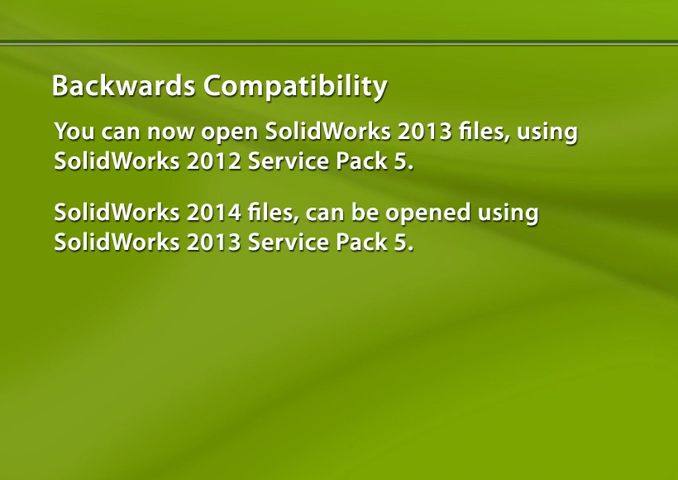 Backwards Compatibility
You can now open SolidWorks 2013 files, using
SolidWorks 2012 Service Pack 5.
SolidWorks 2014 files, can be opened using
SolidWorks 2013 Service Pack 5.